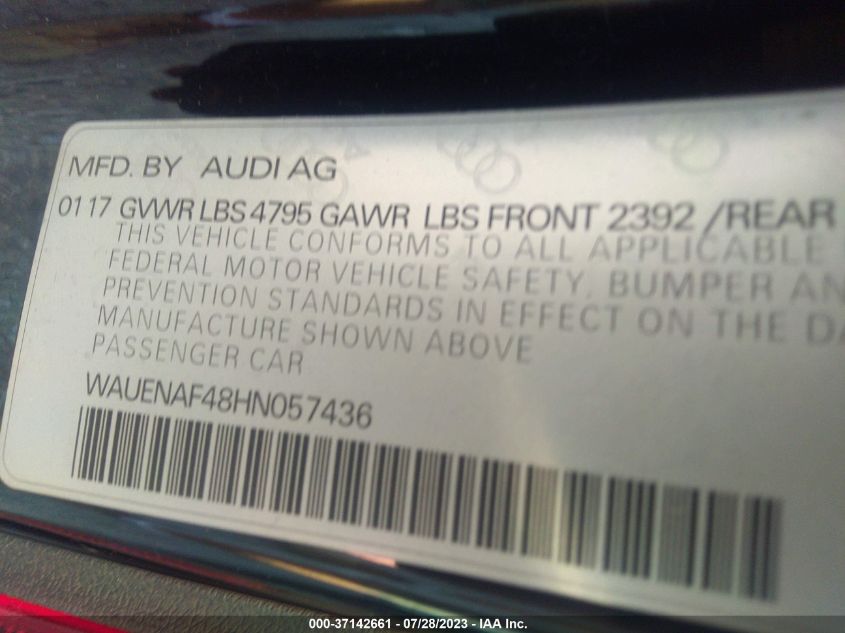 MFD. BY AUDI AG
01 17 GVWR LBS 4795 GAWR LBS FRONT 2392 /REAR
THIS VEHICLE CONFORMS TO ALL APPLICABLE
FEDERAL MOTOR VEHICLE SAFETY, BUMPER AN
PREVENTION STANDARDS IN EFFECT ON THE DA
MANUFACTURE SHOWN ABOVE
PASSENGER CAR
WAUENAF48HN057436
000-37142661 - 07/28/2023 - IAA Inc.